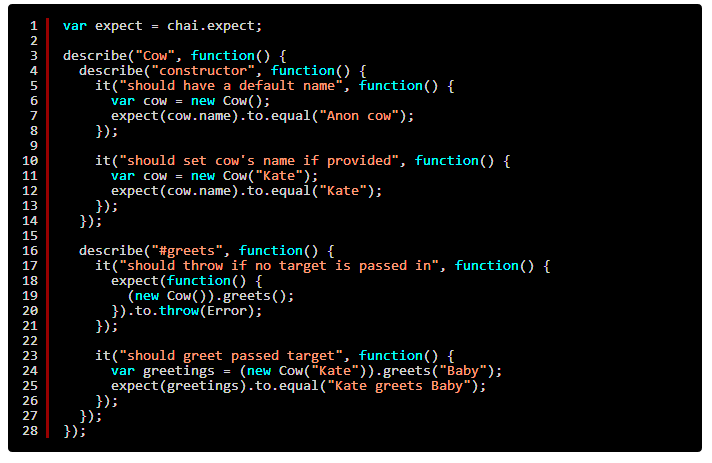 1 var expect = chai.expect;
2
3 describe("Cow", function() {
4   describe("constructor", function() {
5     it("should have a default name", function() {
6       var cow = new Cow();
7       expect(cow.name).to.equal("Anon cow");
8     });
9
10     it("should set cow's name if provided", function() {
11       var cow = new Cow("Kate");
12       expect(cow.name).to.equal("Kate");
13     });
14   });
15
16   describe("#greets", function() {
17     it("should throw if no target is passed in", function() {
18       expect(function() {
19         (new Cow()).greets();
20       }).to.throw(Error);
21     });
22
23     it("should greet passed target", function() {
24       var greetings = (new Cow("Kate")).greets("Baby");
25       expect(greetings).to.equal("Kate greets Baby");
26     });
27   });
28 });